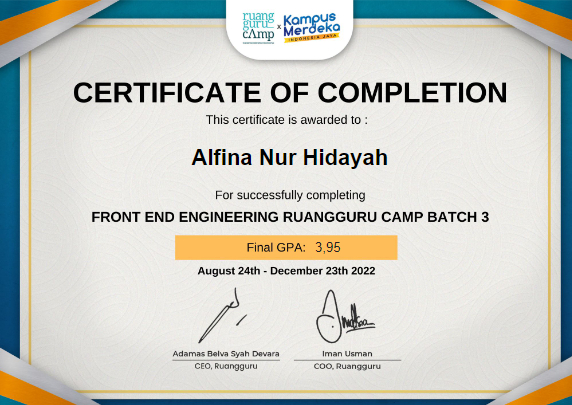 ruang
guru
cAmp
x
Kampus
Merdeka
INDONESIA JAYA
CERTIFICATE OF COMPLETION
This certificate is awarded to :
Alfina Nur Hidayah
For successfully completing
FRONT END ENGINEERING RUANGGURU CAMP BATCH 3
Final GPA: 3,95
August 24th - December 23th 2022
Adamas Belva Syah Devara
CEO, Ruangguru
Iman Usman
COO, Ruangguru